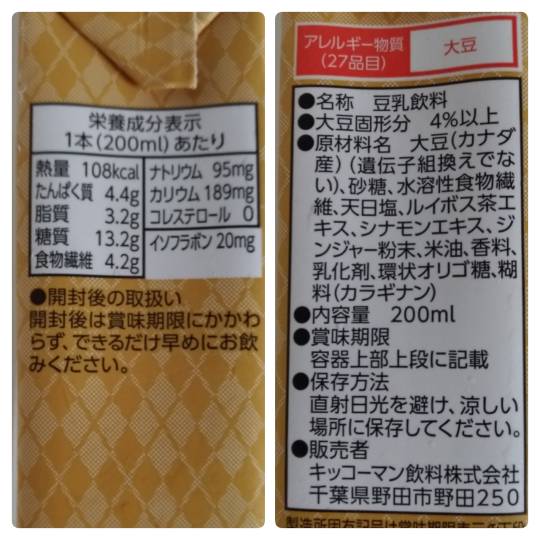 栄養成分表示
1本(200ml)あたり
熱量 108kcal
たんぱく質 4.4g
脂質 3.2g
糖質 13.2g
食物繊維 4.2g
ナトリウム 95mg
カリウム 189mg
コレステロール 0
イソフラボン 20mg
●開封後の取扱い
開封後は賞味期限にかかわ
らず、できるだけ早めにお飲
みください。
アレルギー物質
(27品目)
大豆
●名称 豆乳飲料
●大豆固形分 4%以上
●原材料名 大豆(カナダ
産)(遺伝子組換えでな
い)、砂糖、水溶性食物繊
維、天日塩、ルイボス茶エ
キス、シナモンエキス、ジ
ンジャー粉末、米油、香料、
乳化剤、環状オリゴ糖、糊
料(カラギナン)
●内容量 200ml
●賞味期限
容器上部上段に記載
●保存方法
直射日光を避け、涼しい
場所に保存してください。
●販売者
キッコーマン飲料株式会社
千葉県野田市野田250